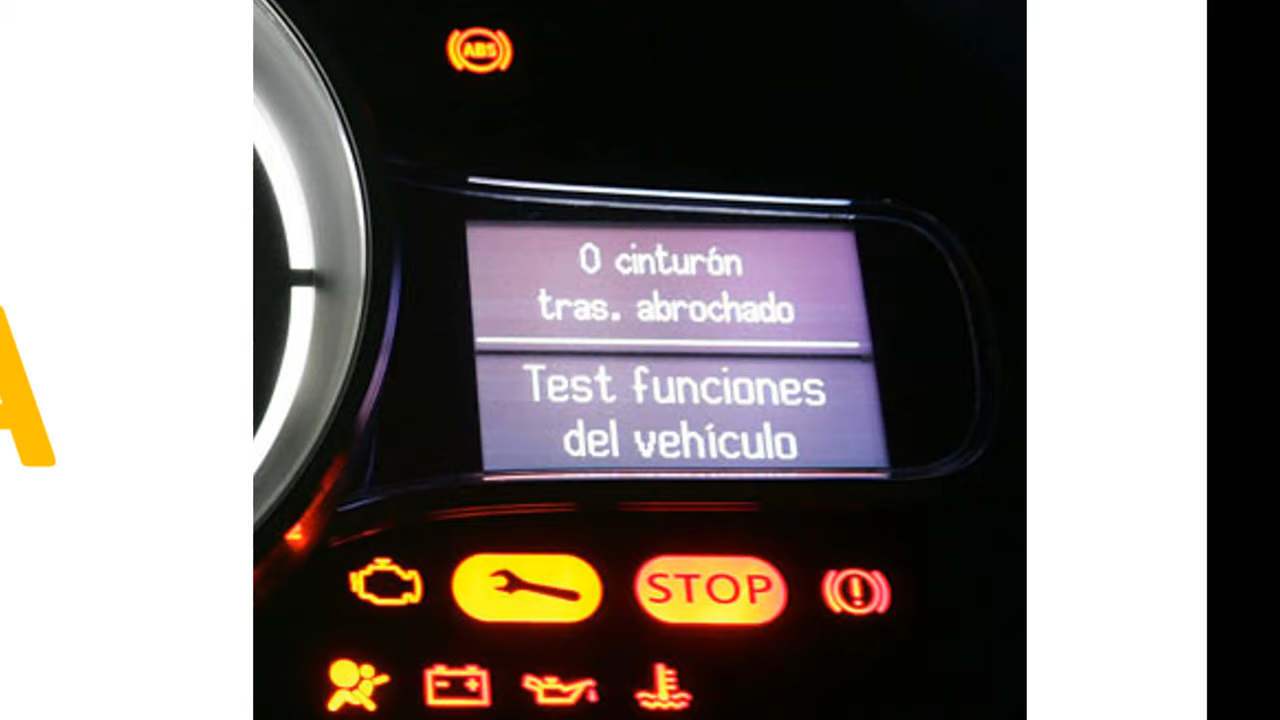 A
ABS
0 cinturón
tras. abrochado
Test funciones
del vehículo
STOP